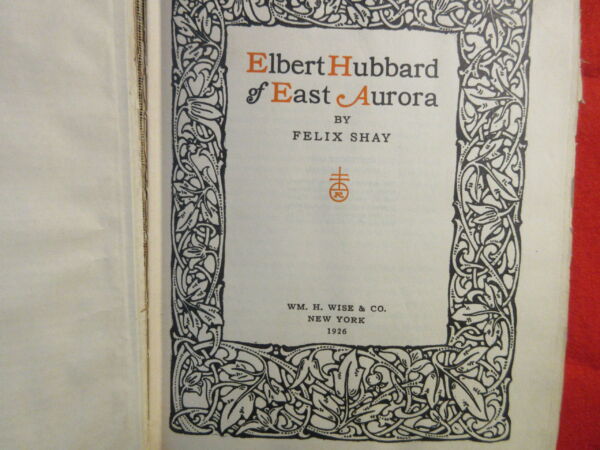 Elbert Hubbard
of East Aurora
BY
FELIX SHAY
R
WM. H. WISE & CO.
NEW YORK
1926